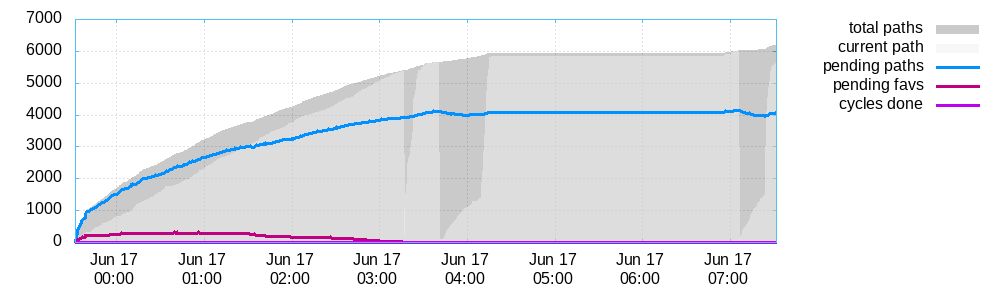 7000
6000
5000
4000
3000
2000
1000
0
Jun 17 Jun 17 Jun 17 Jun 17 Jun 17 Jun 17 Jun 17 Jun 17
00:00 01:00 02:00 03:00 04:00 05:00 06:00 07:00
total paths
current path
pending paths
pending favs
cycles done